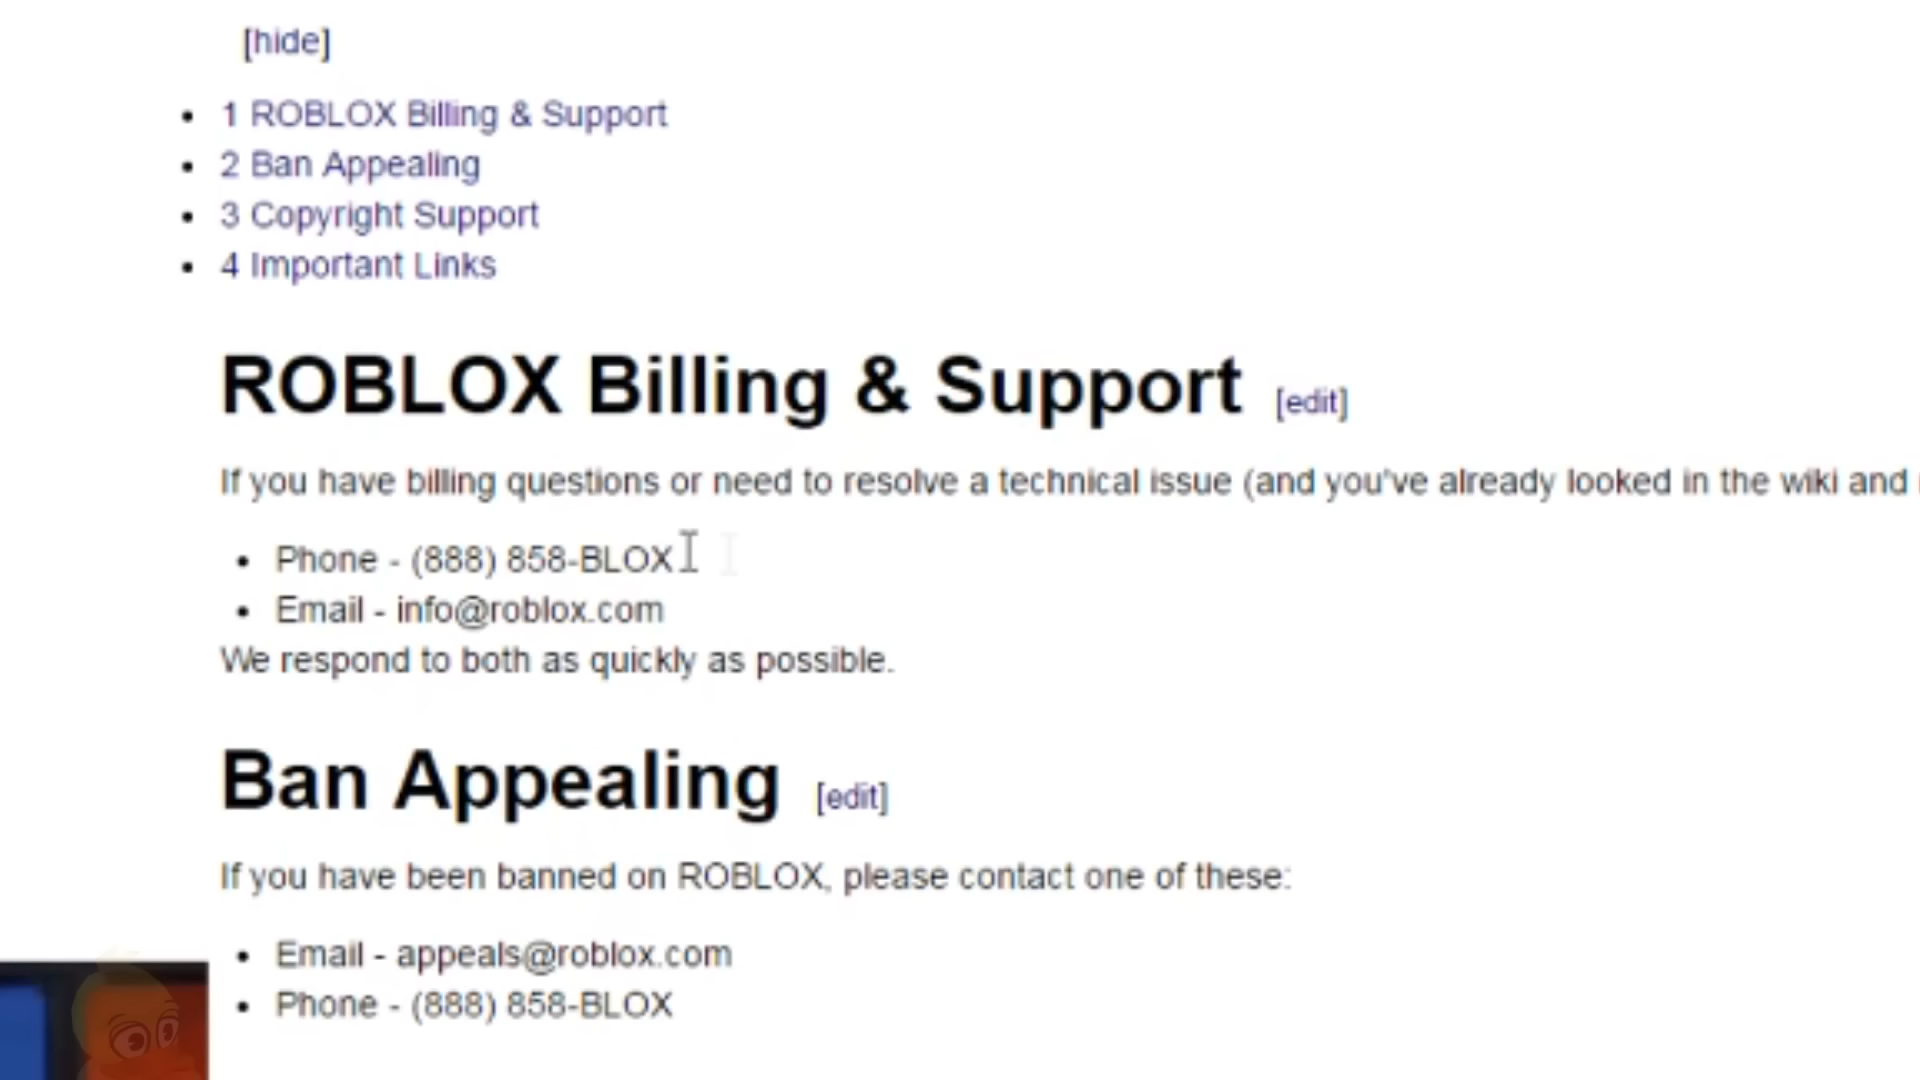 [hide]
1 ROBLOX Billing & Support
2 Ban Appealing
3 Copyright Support
4 Important Links
ROBLOX Billing & Support [edit]
If you have billing questions or need to resolve a technical issue (and you've already looked in the wiki and
Phone - (888) 858-BLOX
Email - info@roblox.com
We respond to both as quickly as possible.
Ban Appealing [edit]
If you have been banned on ROBLOX, please contact one of these:
Email - appeals@roblox.com
Phone - (888) 858-BLOX